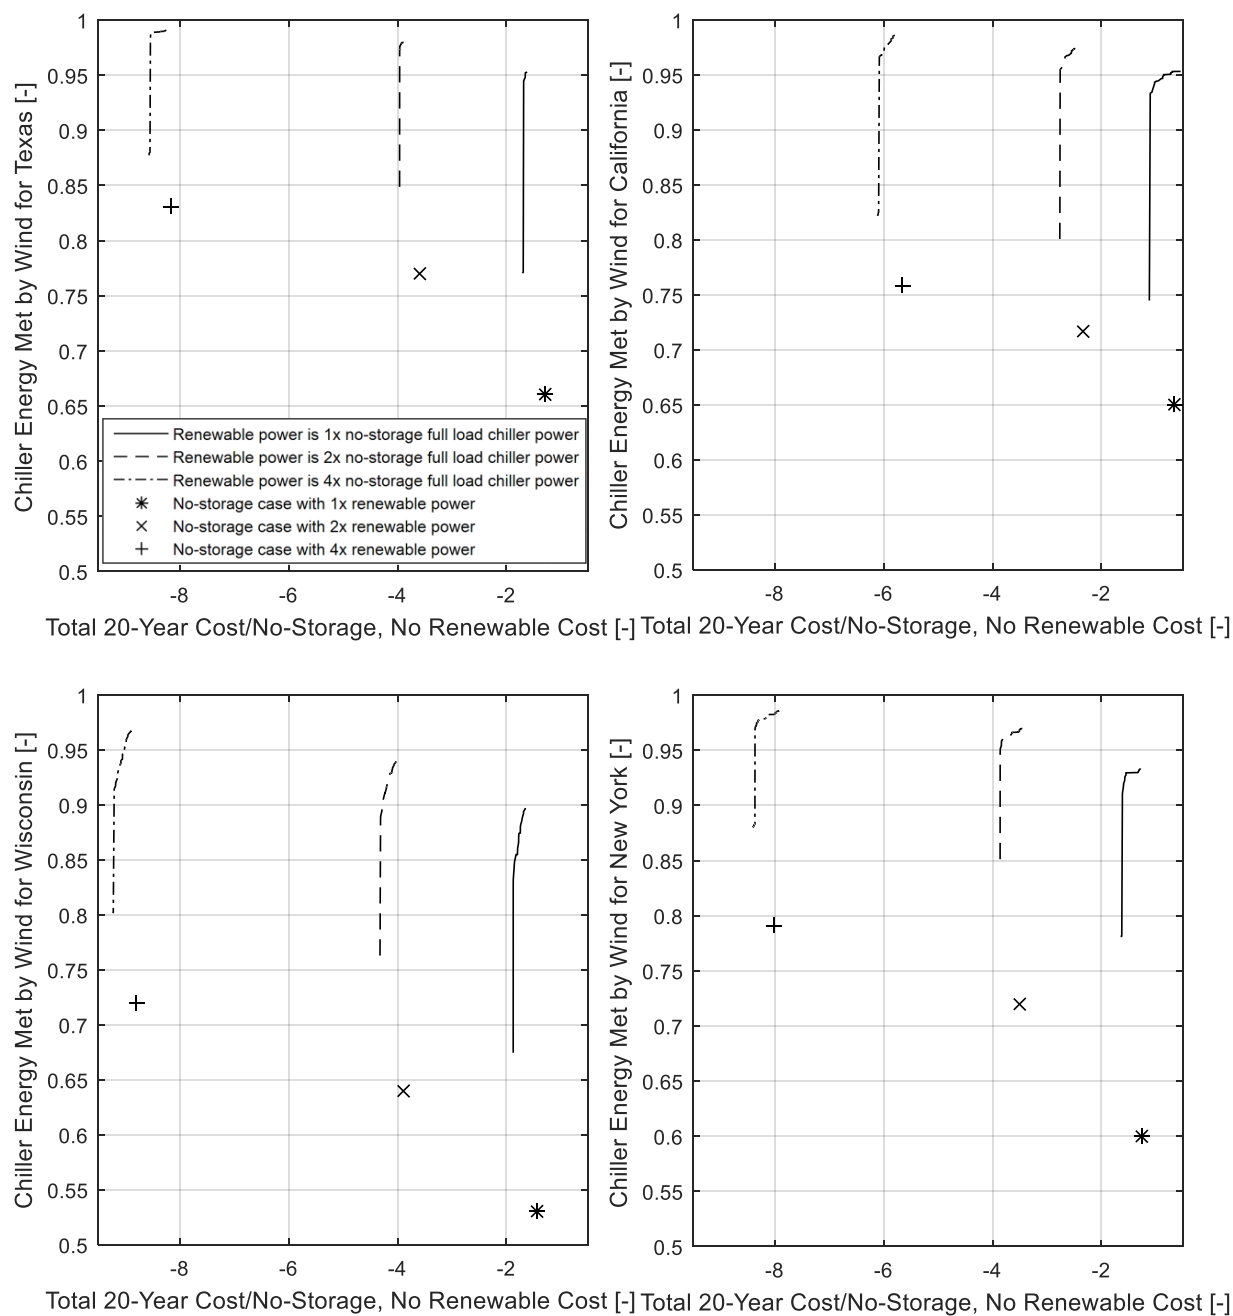 Chiller Energy Met by Wind for Texas [-]
1
0.95
0.9
0.85
0.8
0.75
0.7
0.65
0.6
0.55
0.5
Renewable power is 1x no-storage full load chiller power
Renewable power is 2x no-storage full load chiller power
Renewable power is 4x no-storage full load chiller power
No-storage case with 1x renewable power
No-storage case with 2x renewable power
No-storage case with 4x renewable power
-8 -6 -4 -2
Total 20-Year Cost/No-Storage, No Renewable Cost [-]
Chiller Energy Met by Wind for California [-]
1
0.95
0.9
0.85
0.8
0.75
0.7
0.65
0.6
0.55
0.5
-8 -6 -4 -2
Total 20-Year Cost/No-Storage, No Renewable Cost [-]
Chiller Energy Met by Wind for Wisconsin [-]
1
0.95
0.9
0.85
0.8
0.75
0.7
0.65
0.6
0.55
0.5
-8 -6 -4 -2
Total 20-Year Cost/No-Storage, No Renewable Cost [-]
Chiller Energy Met by Wind for New York [-]
1
0.95
0.9
0.85
0.8
0.75
0.7
0.65
0.6
0.55
0.5
-8 -6 -4 -2
Total 20-Year Cost/No-Storage, No Renewable Cost [-]